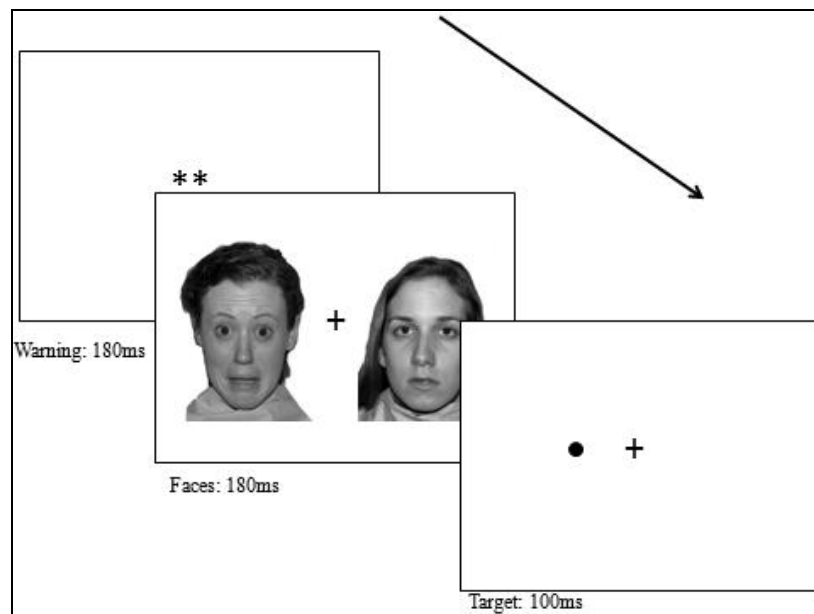 **
Warning: 180ms
+
Faces: 180ms
+
Target: 100ms